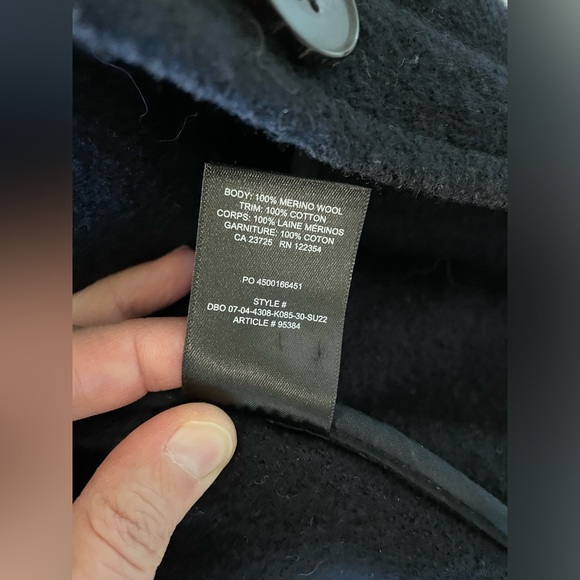 BODY: 100% MERINO WOOL
TRIM: 100% COTTON
CORPS: 100% LAINE MÉRINOS
GARNITURE: 100% COTON
CA 23725 RN 122354
PO 4500166451
STYLE #
DBO 07-04-4308-K085-30-SU22
ARTICLE # 95384